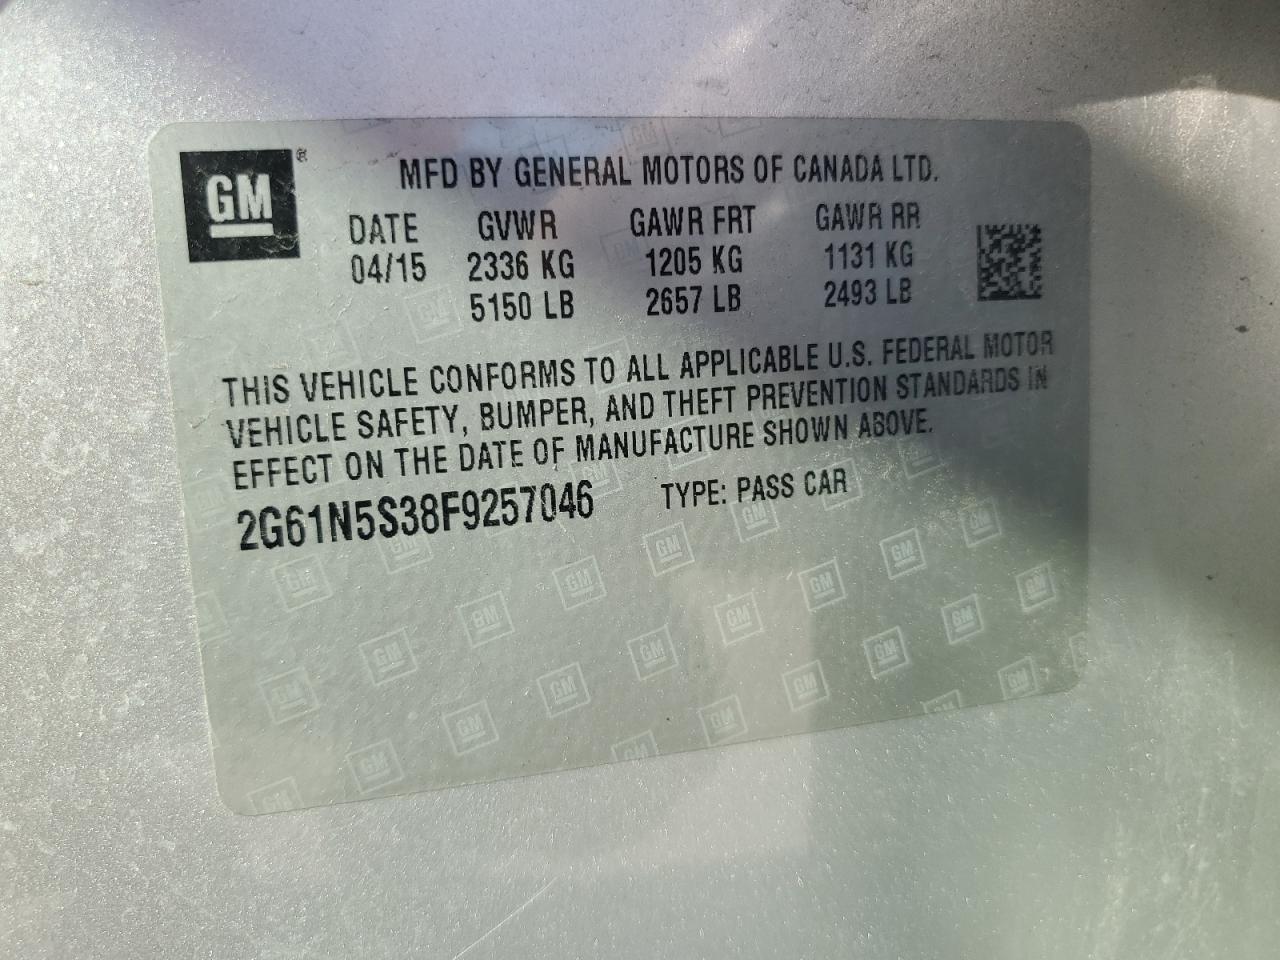 GM ® MFD BY GENERAL MOTORS OF CANADA LTD.
DATE GVWR GAWR FRT GAWR RR
04/15 2336 KG 1205 KG 1131 KG
5150 LB 2657 LB 2493 LB
THIS VEHICLE CONFORMS TO ALL APPLICABLE U.S. FEDERAL MOTOR
VEHICLE SAFETY, BUMPER, AND THEFT PREVENTION STANDARDS IN
EFFECT ON THE DATE OF MANUFACTURE SHOWN ABOVE.
2G61N5S38F9257046 TYPE: PASS CAR